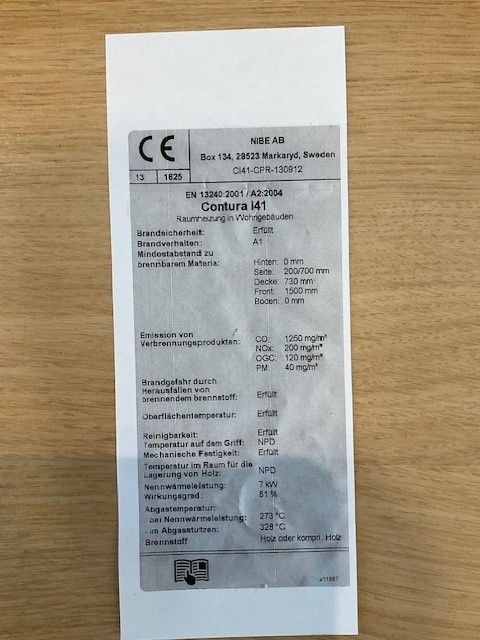 CE
13 1625
NIBE AB
Box 134, 28523 Markaryd, Sweden
CI41-CPR-130912
EN 13240:2001 / A2:2004
Contura i41
Raumheizung in Wohngebäuden
Brandsicherheit: Erfüllt
Brandverhalten: A1
Mindestabstand zu
brennbarem Material: Hinten: 0 mm
Seite: 200/700 mm
Decke: 730 mm
Front: 1500 mm
Boden: 0 mm
Emission von
Verbrennungsprodukten: CO: 1250 mg/m³
NOx: 200 mg/m³
OGC: 120 mg/m³
PM: 40 mg/m³
Brandgefahr durch
Herausfallen von
brennendem brennstoff: Erfüllt
Oberflächentemperatur: Erfüllt
Reinigbarkeit: Erfüllt
Temperatur auf dem Griff: NPD
Mechanische Festigkeit: Erfüllt
Temperatur im Raum für die
Lagerung von Holz: NPD
Nennwärmeleistung: 7 kW
Wirkungsgrad: 81 %
Abgastemperatur:
- bei Nennwärmeleistung: 273 °C
- im Abgasstutzen: 328 °C
Brennstoff Holz oder kompri. Holz